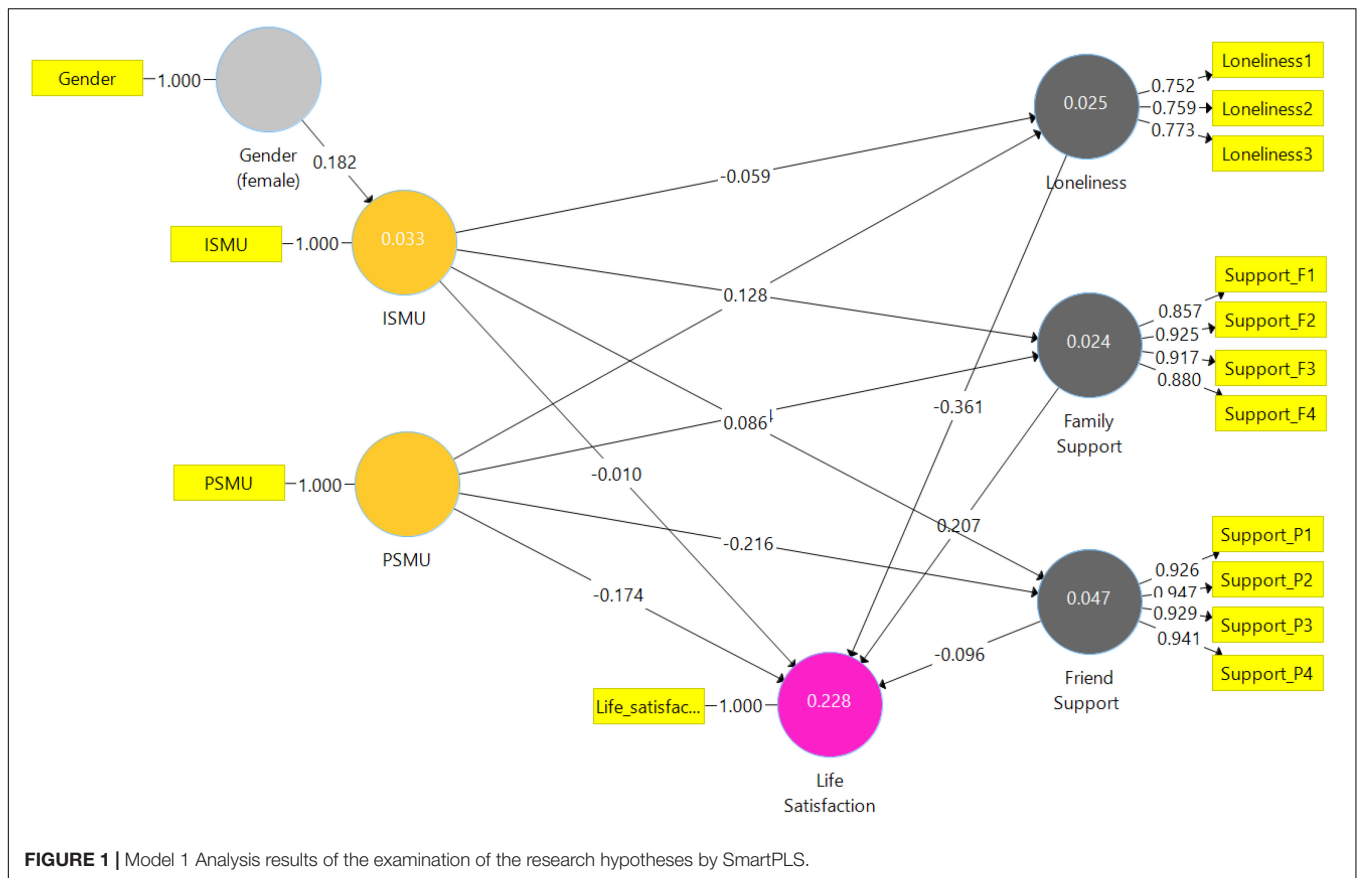 Gender
1.000
Gender
(female)
0.182
ISMU
1.000
0.033
ISMU
PSMU
1.000
PSMU
-0.059
0.128
0.086
-0.010
-0.216
-0.174
-0.361
0.207
-0.096
0.025
Loneliness
0.752
0.759
0.773
Loneliness1
Loneliness2
Loneliness3
0.024
Family
Support
0.857
0.925
0.917
0.880
Support_F1
Support_F2
Support_F3
Support_F4
0.047
Friend
Support
0.926
0.947
0.929
0.941
Support_P1
Support_P2
Support_P3
Support_P4
Life_satisfac...
1.000
0.228
Life
Satisfaction
FIGURE 1 | Model 1 Analysis results of the examination of the research hypotheses by SmartPLS.